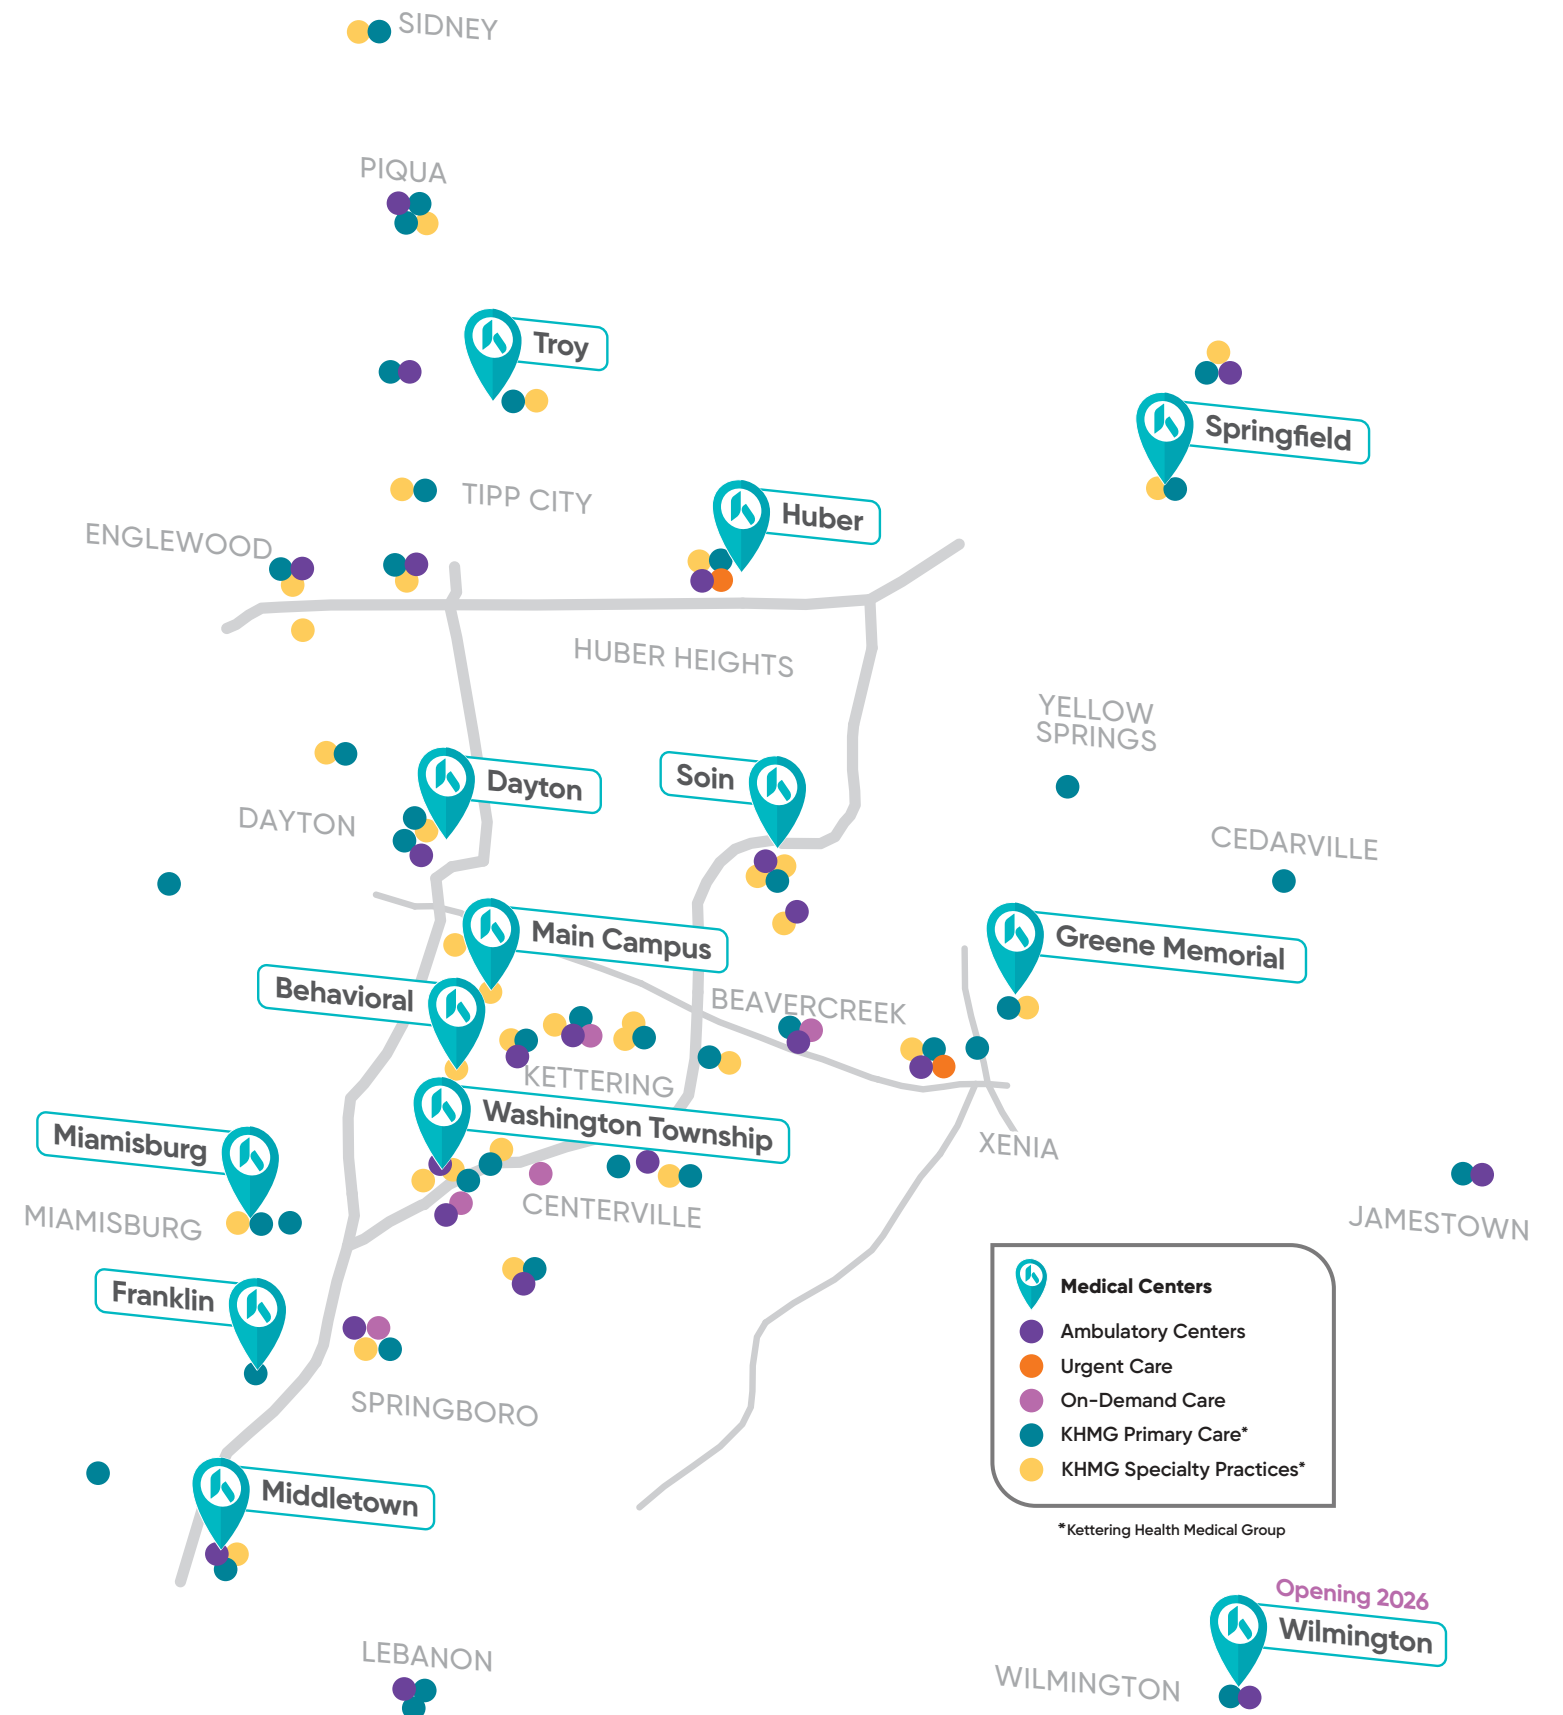 SIDNEY
PIQUA
Troy
Springfield
TIPP CITY
Huber
ENGLEWOOD
HUBER HEIGHTS
YELLOW
SPRINGS
Dayton
Soin
DAYTON
CEDARVILLE
Main Campus
Greene Memorial
Behavioral
BEAVERCREEK
KETTERING
Washington Township
Miamisburg
XENIA
MIAMISBURG
CENTERVILLE
JAMESTOWN
Franklin
Medical Centers
Ambulatory Centers
Urgent Care
On-Demand Care
KHMG Primary Care*
KHMG Specialty Practices*
*Kettering Health Medical Group
SPRINGBORO
Middletown
Opening 2026
Wilmington
LEBANON
WILMINGTON